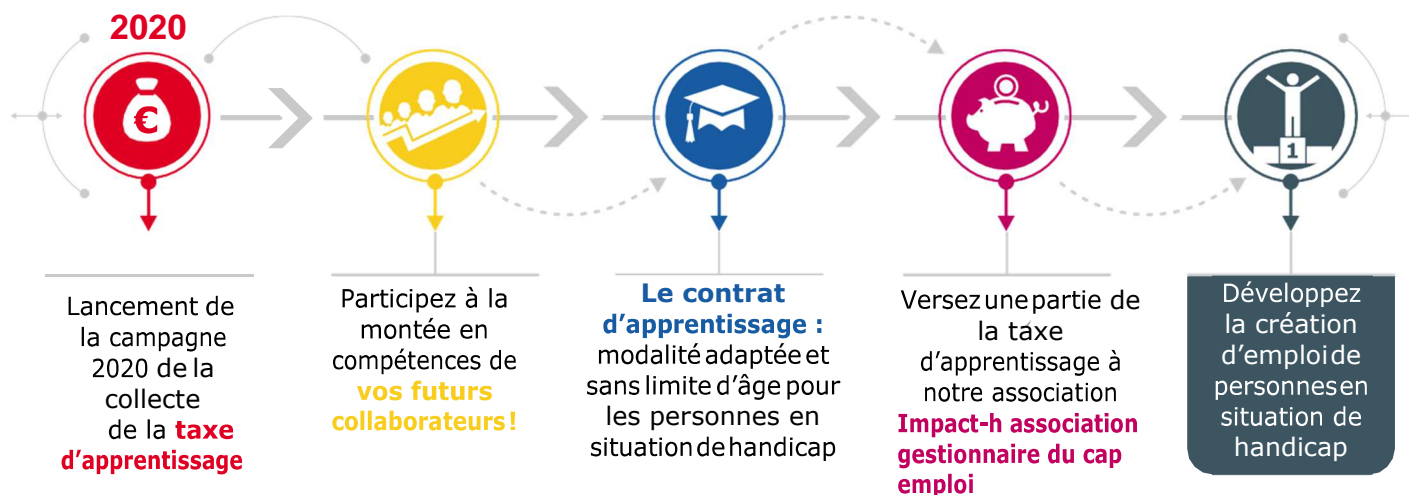 2020
€
1
Lancement de
la campagne
2020 de la
collecte
de la taxe
d'apprentissage
Participez à la
montée en
compétences de
vos futurs
collaborateurs !
Le contrat
d'apprentissage :
modalité adaptée et
sans limite d'âge pour
les personnes en
situation de handicap
Versez une partie de
la taxe
d'apprentissage à
notre association
Impact-h association
gestionnaire du cap
emploi
Développez
la création
d'emploi de
personnes en
situation de
handicap